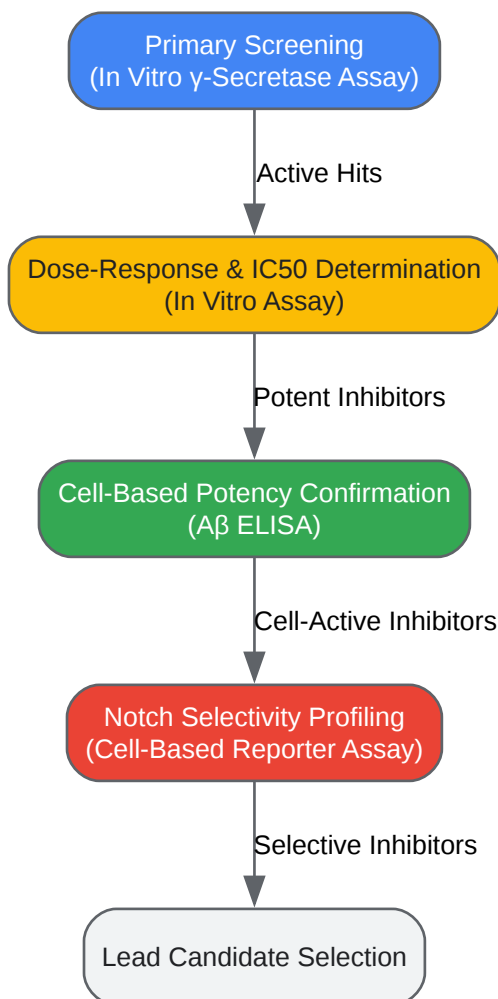 Primary Screening
(In Vitro γ-Secretase Assay)
Active Hits
Dose-Response & IC50 Determination
(In Vitro Assay)
Potent Inhibitors
Cell-Based Potency Confirmation
(Aβ ELISA)
Cell-Active Inhibitors
Notch Selectivity Profiling
(Cell-Based Reporter Assay)
Selective Inhibitors
Lead Candidate Selection